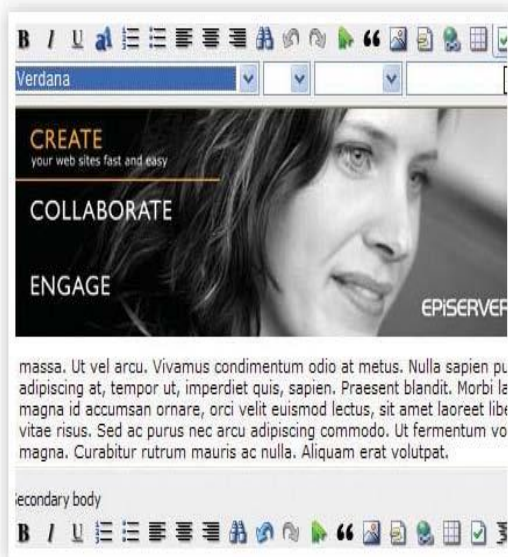 B I U
Verdana
CREATE
your web sites fast and easy
COLLABORATE
ENGAGE
EPiSERVER
massa. Ut vel arcu. Vivamus condimentum odio at metus. Nulla sapien pu
adipiscing at, tempor ut, imperdiet quis, sapien. Praesent blandit. Morbi la
magna id accumsan ornare, orci velit euismod lectus, sit amet laoreet libe
vitae risus. Sed ac purus nec arcu adipiscing commodo. Ut fermentum vo
magna. Curabitur rutrum mauris ac nulla. Aliquam erat volutpat.
econdary body
B I U